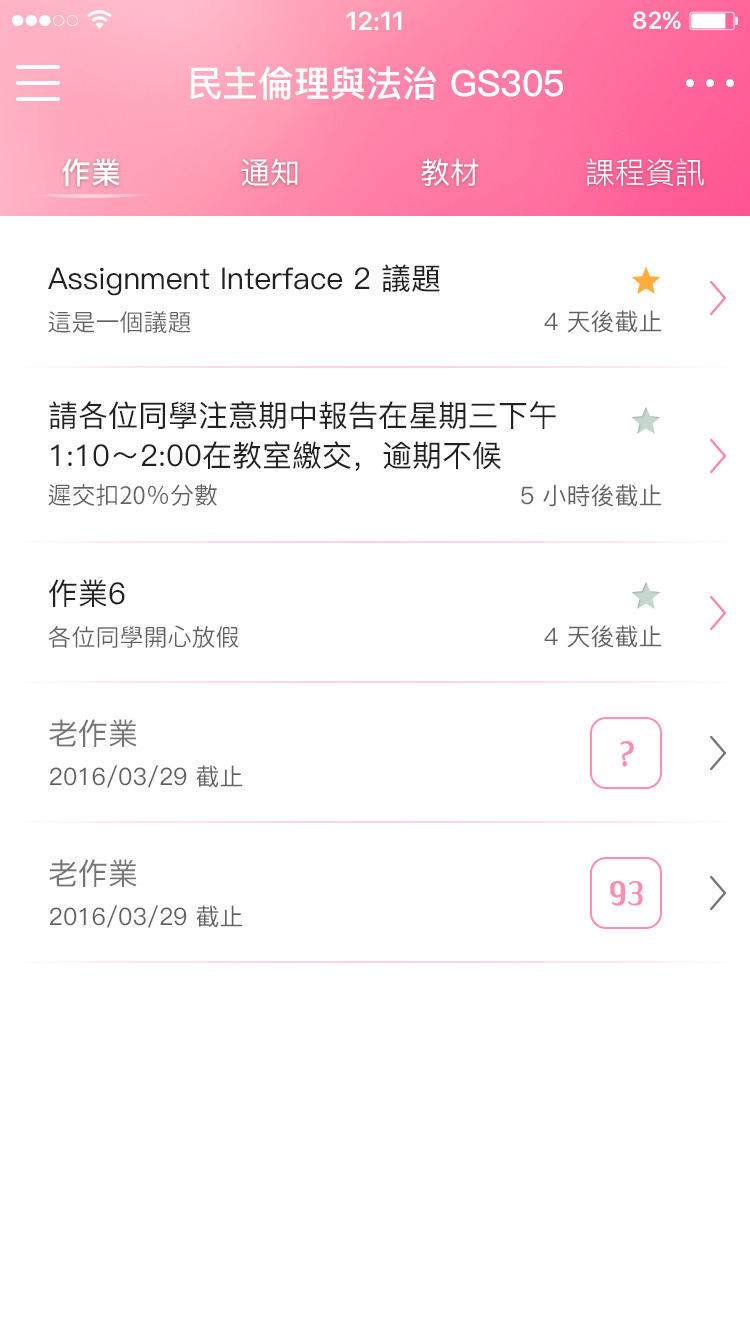 12:11
82%
民主倫理與法治 GS305
作業 通知 教材 課程資訊
Assignment Interface 2 議題
這是一個議題
4 天後截止
請各位同學注意期中報告在星期三下午
1:10～2:00在教室繳交，逾期不候
遲交扣20%分數
5 小時後截止
作業6
各位同學開心放假
4 天後截止
老作業
2016/03/29 截止
?
老作業
2016/03/29 截止
93